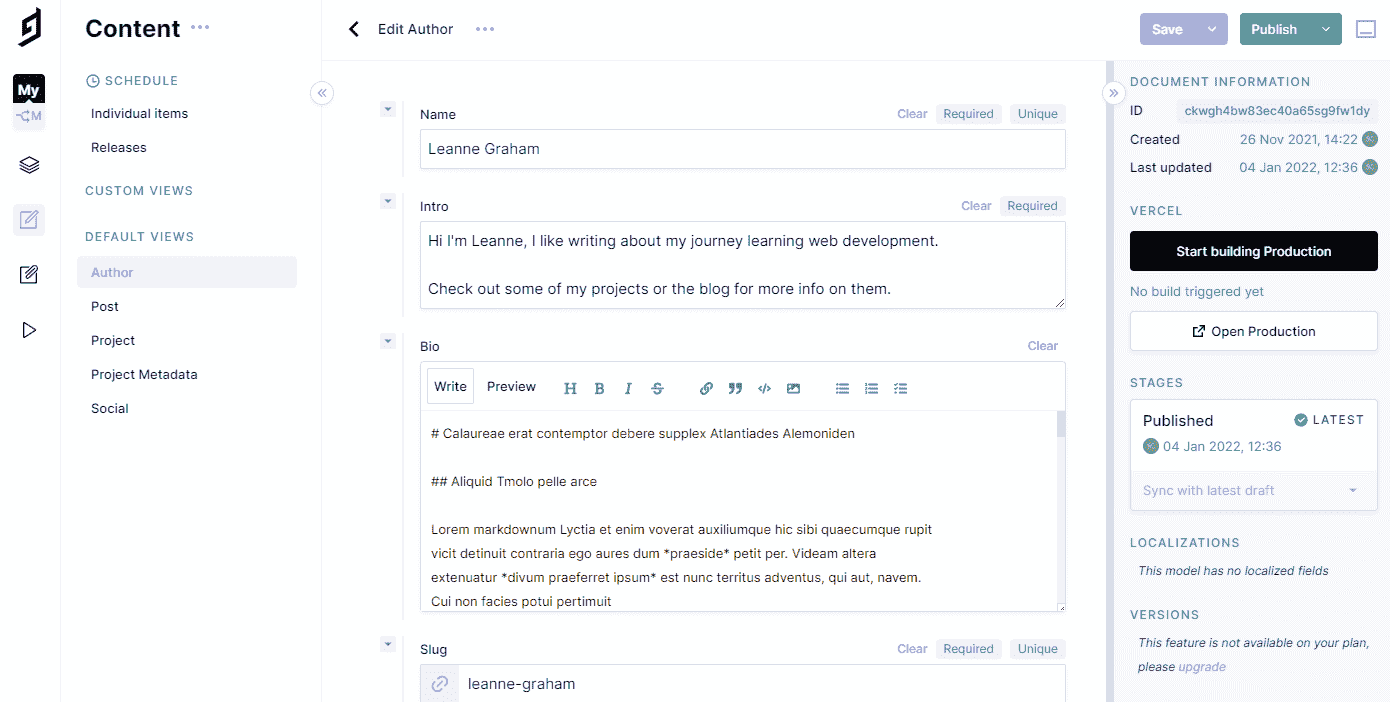 Content
My
M
SCHEDULE
Individual items
Releases
CUSTOM VIEWS
DEFAULT VIEWS
Author
Post
Project
Project Metadata
Social
Edit Author
Save
Publish
Name
Clear
Required
Unique
Leanne Graham
Intro
Clear
Required
Hi I'm Leanne, I like writing about my journey learning web development.
Check out some of my projects or the blog for more info on them.
Bio
Clear
Write
Preview
H
B
I
S
# Calaureae erat contemptor debere supplex Atlantiades Alemoniden
## Aliquid Tmolo pelle arce
Lorem markdownum Lyctia et enim voverat auxiliumque hic sibi quaecumque rupit
vicit detinuit contraria ego aures dum *praeside* petit per. Videam altera
extenuatur *divum praeferret ipsum* est nunc territus adventus, qui aut, navem.
Cui non facies potui pertimuit
Slug
Clear
Required
Unique
leanne-graham
DOCUMENT INFORMATION
ID
ckwgh4bw83ec40a65sg9fw1dy
Created
26 Nov 2021, 14:22
Last updated
04 Jan 2022, 12:36
VERCEL
Start building Production
No build triggered yet
Open Production
STAGES
Published
LATEST
04 Jan 2022, 12:36
Sync with latest draft
LOCALIZATIONS
This model has no localized fields
VERSIONS
This feature is not available on your plan,
please upgrade